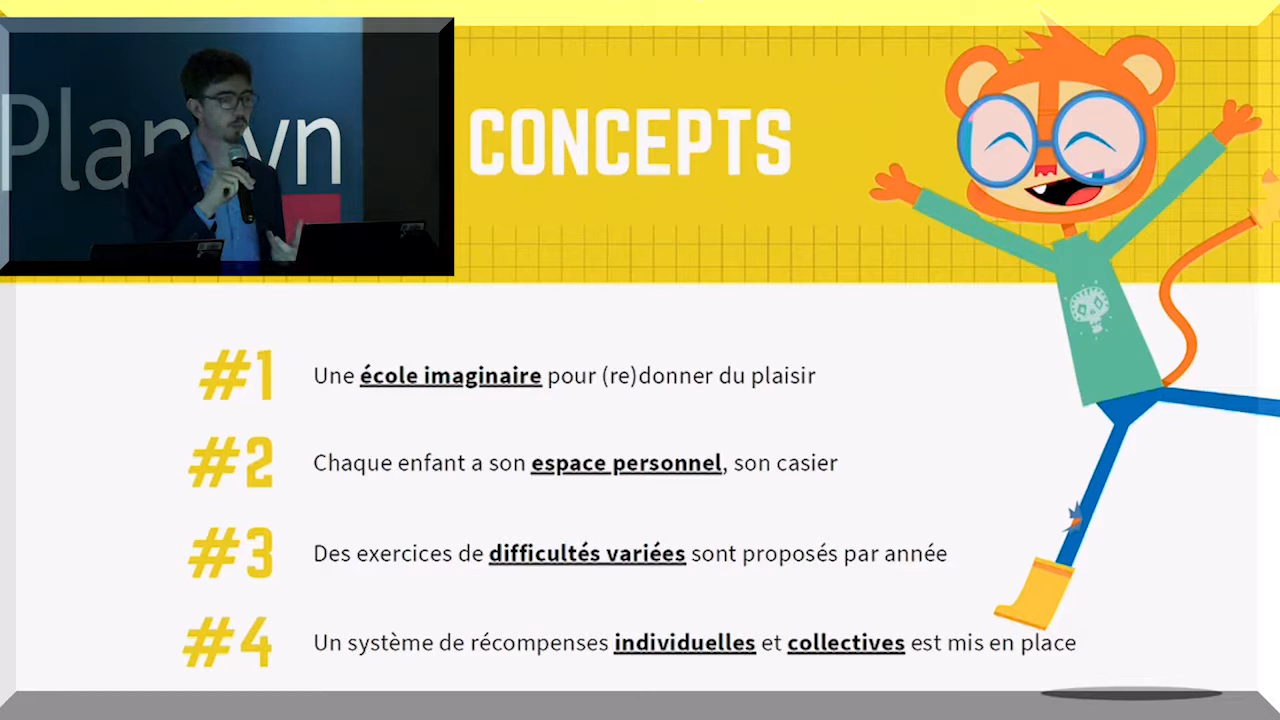 CONCEPTS
#1 Une école imaginaire pour (re)donner du plaisir
#2 Chaque enfant a son espace personnel, son casier
#3 Des exercices de difficultés variées sont proposés par année
#4 Un système de récompenses individuelles et collectives est mis en place